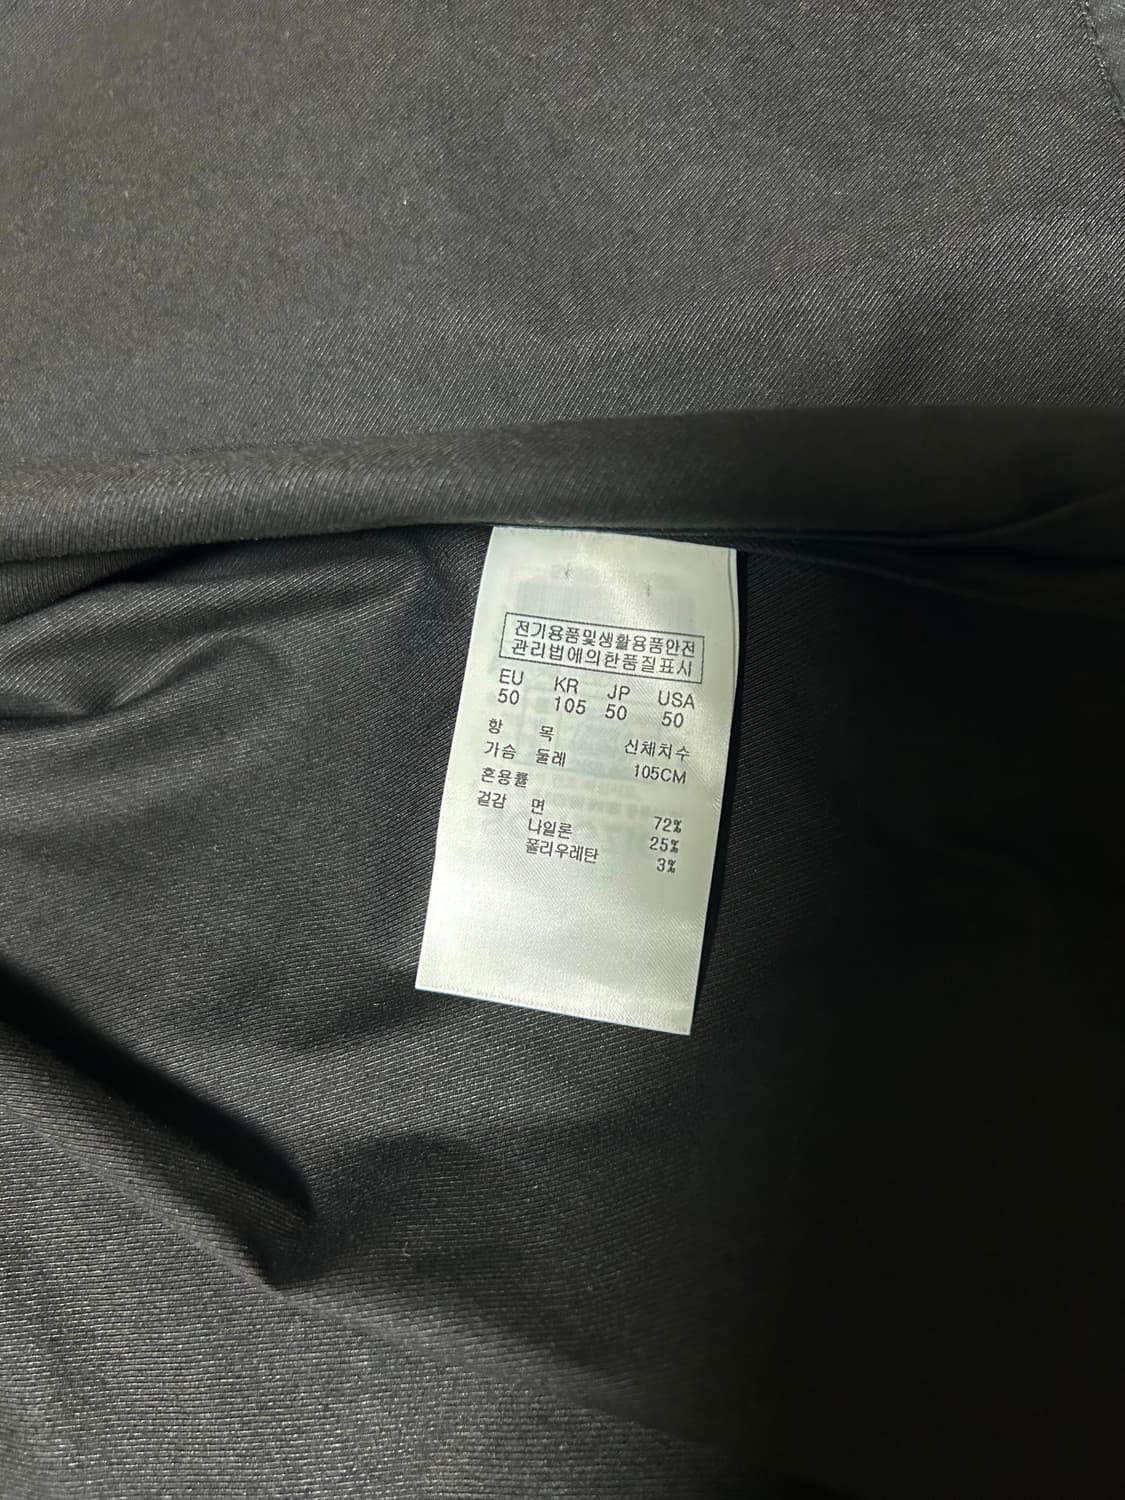 전기용품및생활용품안전
관리법에의한품질표시
EU KR JP USA
50 105 50 50
항 목 신체치수
가슴 둘레 105CM
혼용률
겉감 면 72%
나일론 25%
폴리우레탄 3%